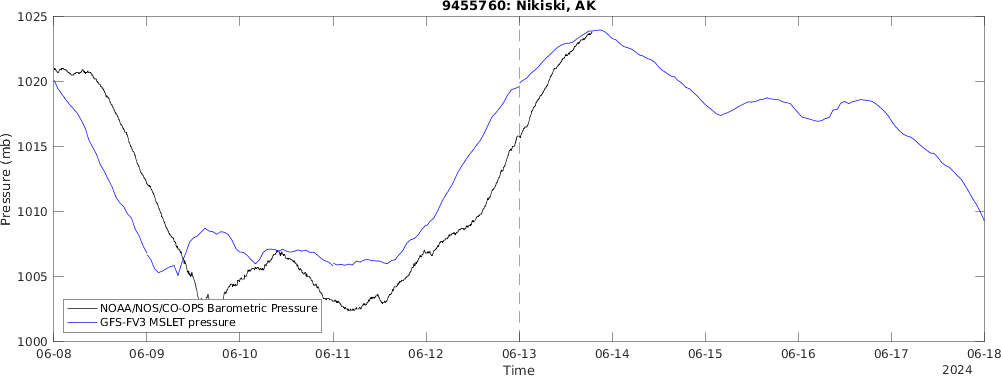 9455760: Nikiski, AK
Pressure (mb)
1025
1020
1015
1010
1005
1000
NOAA/NOS/CO-OPS Barometric Pressure
GFS-FV3 MSLET pressure
06-08 06-09 06-10 06-11 06-12 06-13 06-14 06-15 06-16 06-17 06-18
Time
2024